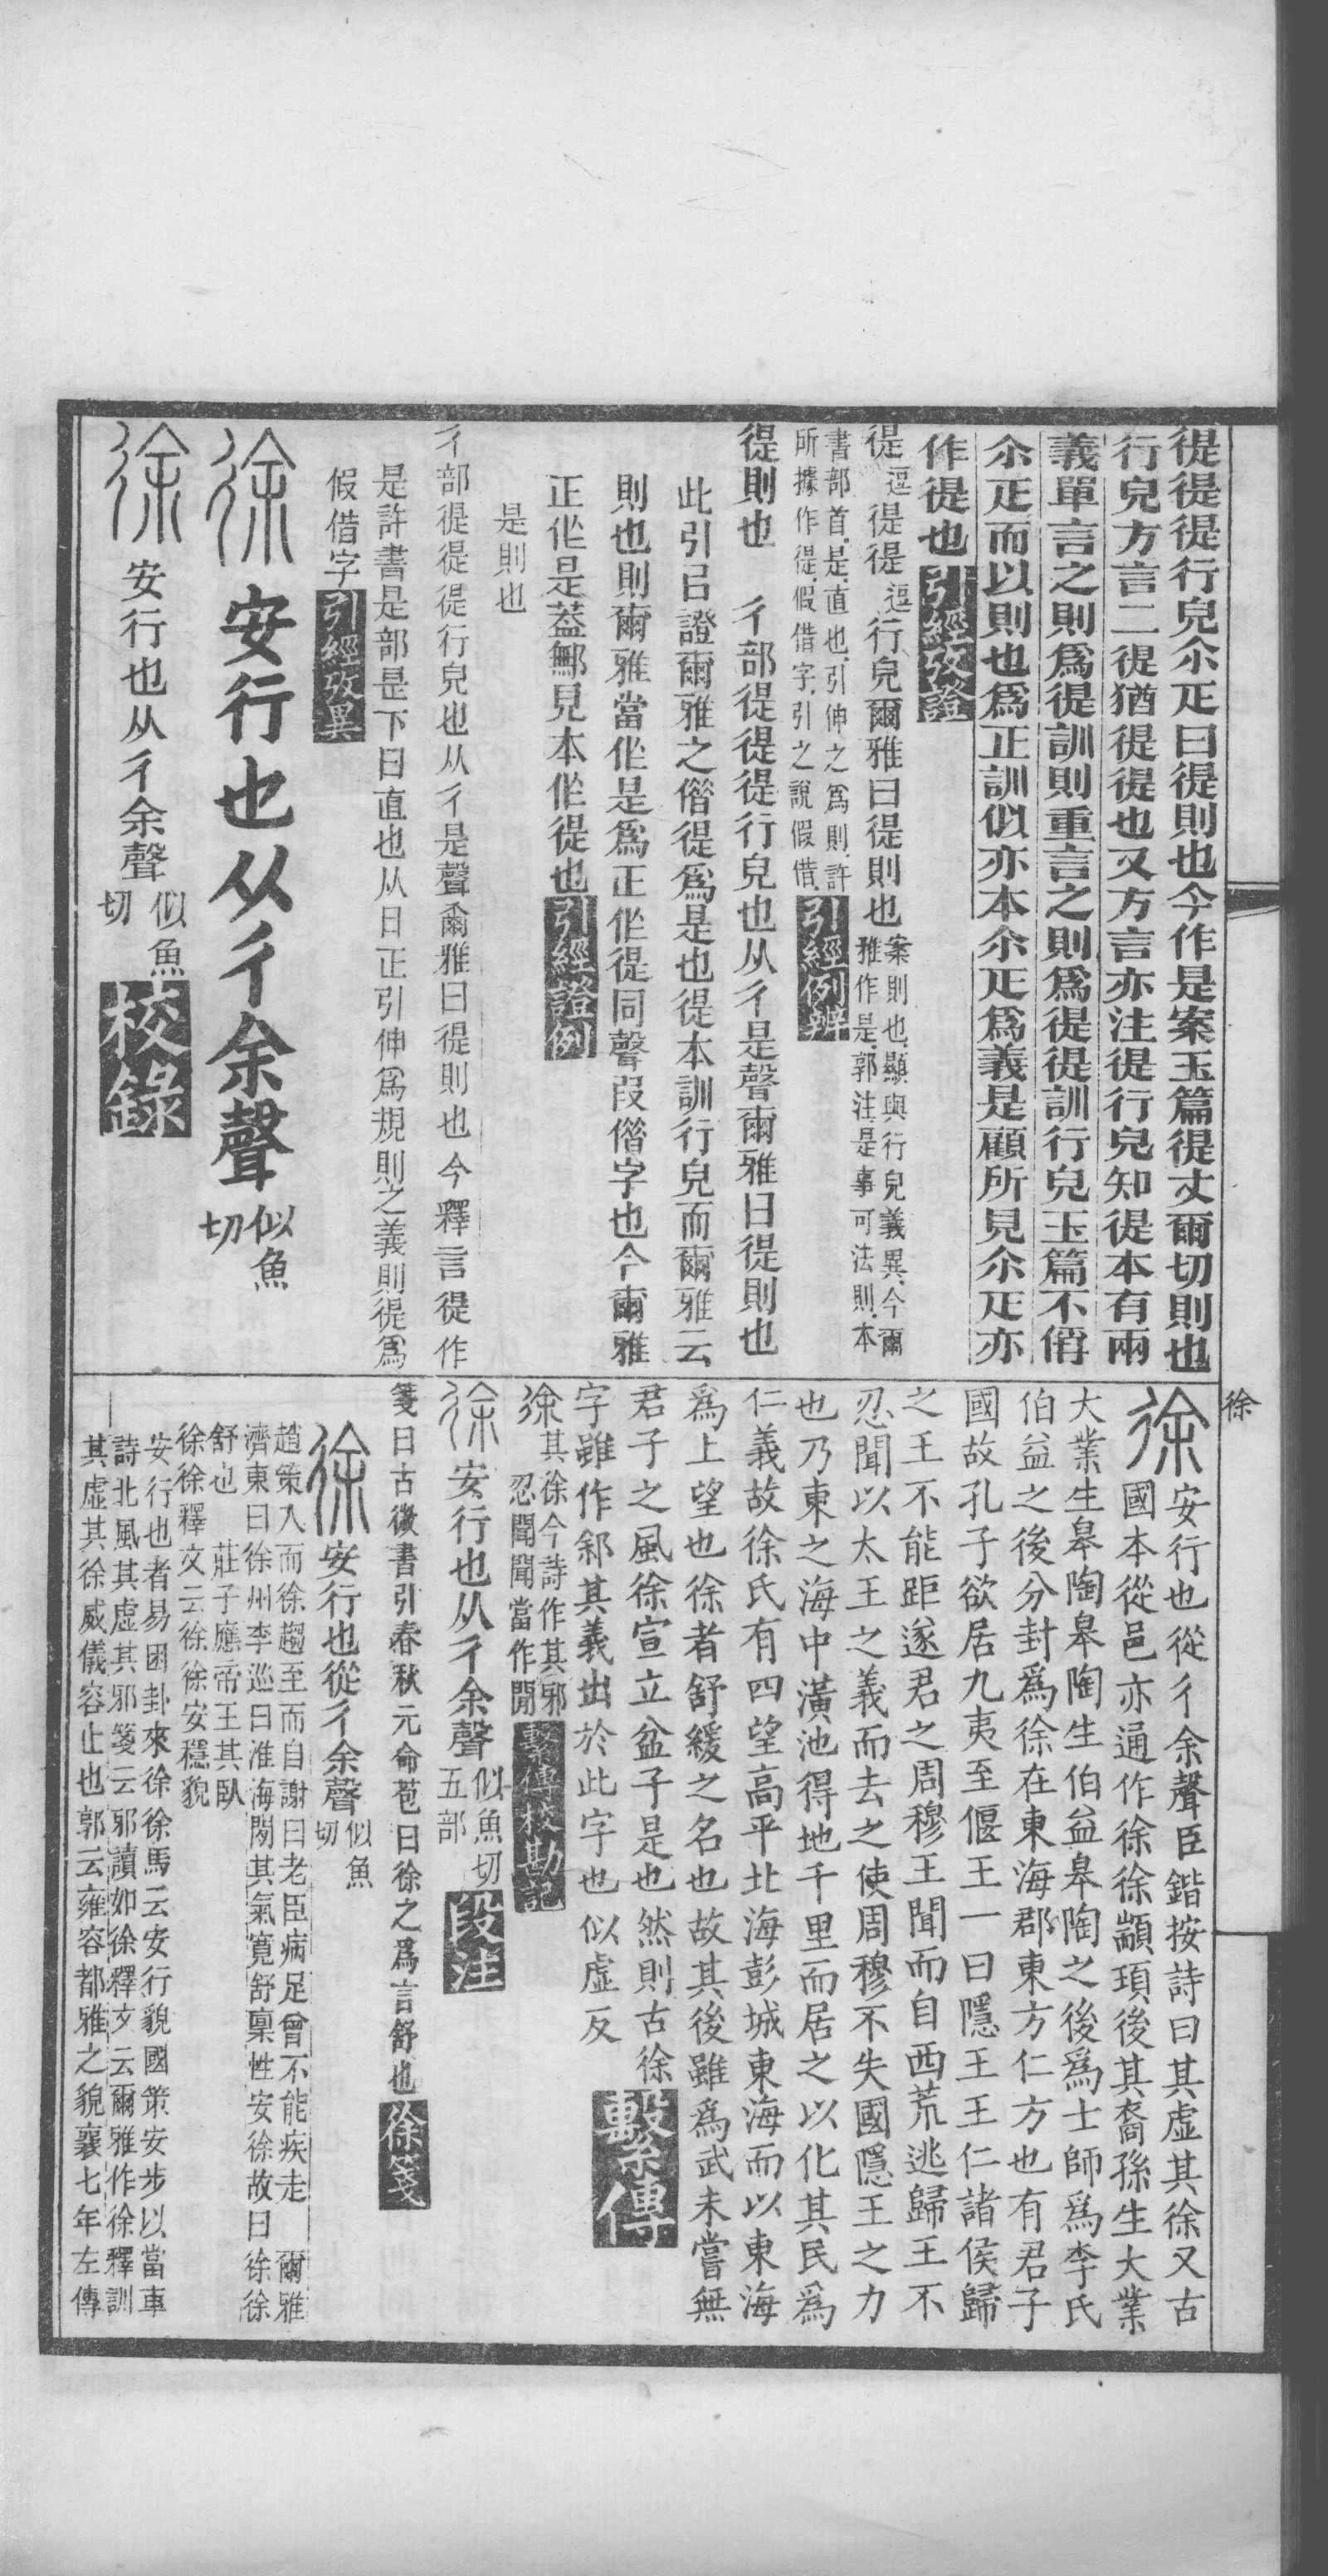 徥徥徥行皃尒疋曰徥則也今作是案玉篇徥丈爾切則也
行皃方言二徥猶徥徥也又方言亦注徥行皃知徥本有兩
義單言之則爲徥訓則重言之則爲徥徥訓行皃玉篇不偁
尒疋而以則也爲正訓似亦本尒疋爲義是顧所見尒疋亦
作徥也引經攷證
徥逗徥徥逗行皃爾雅曰徥則也案則也顯與行皃義異今爾
雅作是郭注是事可法則本
書部首是直也引伸之爲則許
所據作徥假借字引之說假借引經例辨
徥則也 彳部徥徥徥行皃也从彳是聲爾雅曰徥則也
此引㠯證爾雅之偺徥爲是也徥本訓行皃而爾雅云
則也則爾雅當作是爲正作徥同聲叚偺字也今爾雅
正作是葢鄦見本作徥也引經證例
是則也
彳部徥徥徥行皃也从彳是聲爾雅曰徥則也今釋言徥作
是許書是部是下曰直也从日正引伸爲規則之義則徥爲
假借字引經攷異
徐安行也从彳余聲似魚
切
徐安行也从彳余聲似魚
切校錄
徐
徐安行也從彳余聲臣鍇按詩曰其虛其徐又古
國本從邑亦通作徐徐顓頊後其裔孫生大業
大業生皋陶皋陶生伯益皋陶之後爲士師爲李氏
伯益之後分封爲徐在東海郡東方仁方也有君子
國故孔子欲居九夷至偃王一曰隱王王仁諸侯歸
之王不能距遂君之周穆王聞而自西荒逃歸王不
忍聞以太王之義而去之使周穆不失國隱王之力
也乃東之海中潢池得地千里而居之以化其民爲
仁義故徐氏有四望高平北海彭城東海而以東海
爲上望也徐者舒緩之名也故其後雖爲武未嘗無
君子之風徐宣立盆子是也然則古徐
字雖作䣄其義出於此字也似虛反繫傳
徐其徐今詩作其邪
忍聞聞當作閒繫傳校勘記
徐安行也从彳余聲似魚切
五部段注
箋曰古微書引春秋元命苞曰徐之爲言舒也徐箋
徐安行也從彳余聲似魚
切
安行也者易困卦來徐徐馬云安行貌國策安步以當車
趙策入而徐趨至而自謝曰老臣病足曾不能疾走 爾雅
濟東曰徐州李巡曰淮海閒其氣寬舒稟性安徐故曰徐徐
舒也 莊子應帝王其臥
徐徐釋文云徐徐安穩貌
詩北風其虛其邪箋云邪讀如徐釋文云爾雅作徐釋訓
其虛其徐威儀容止也郭云雍容都雅之貌襄七年左傳